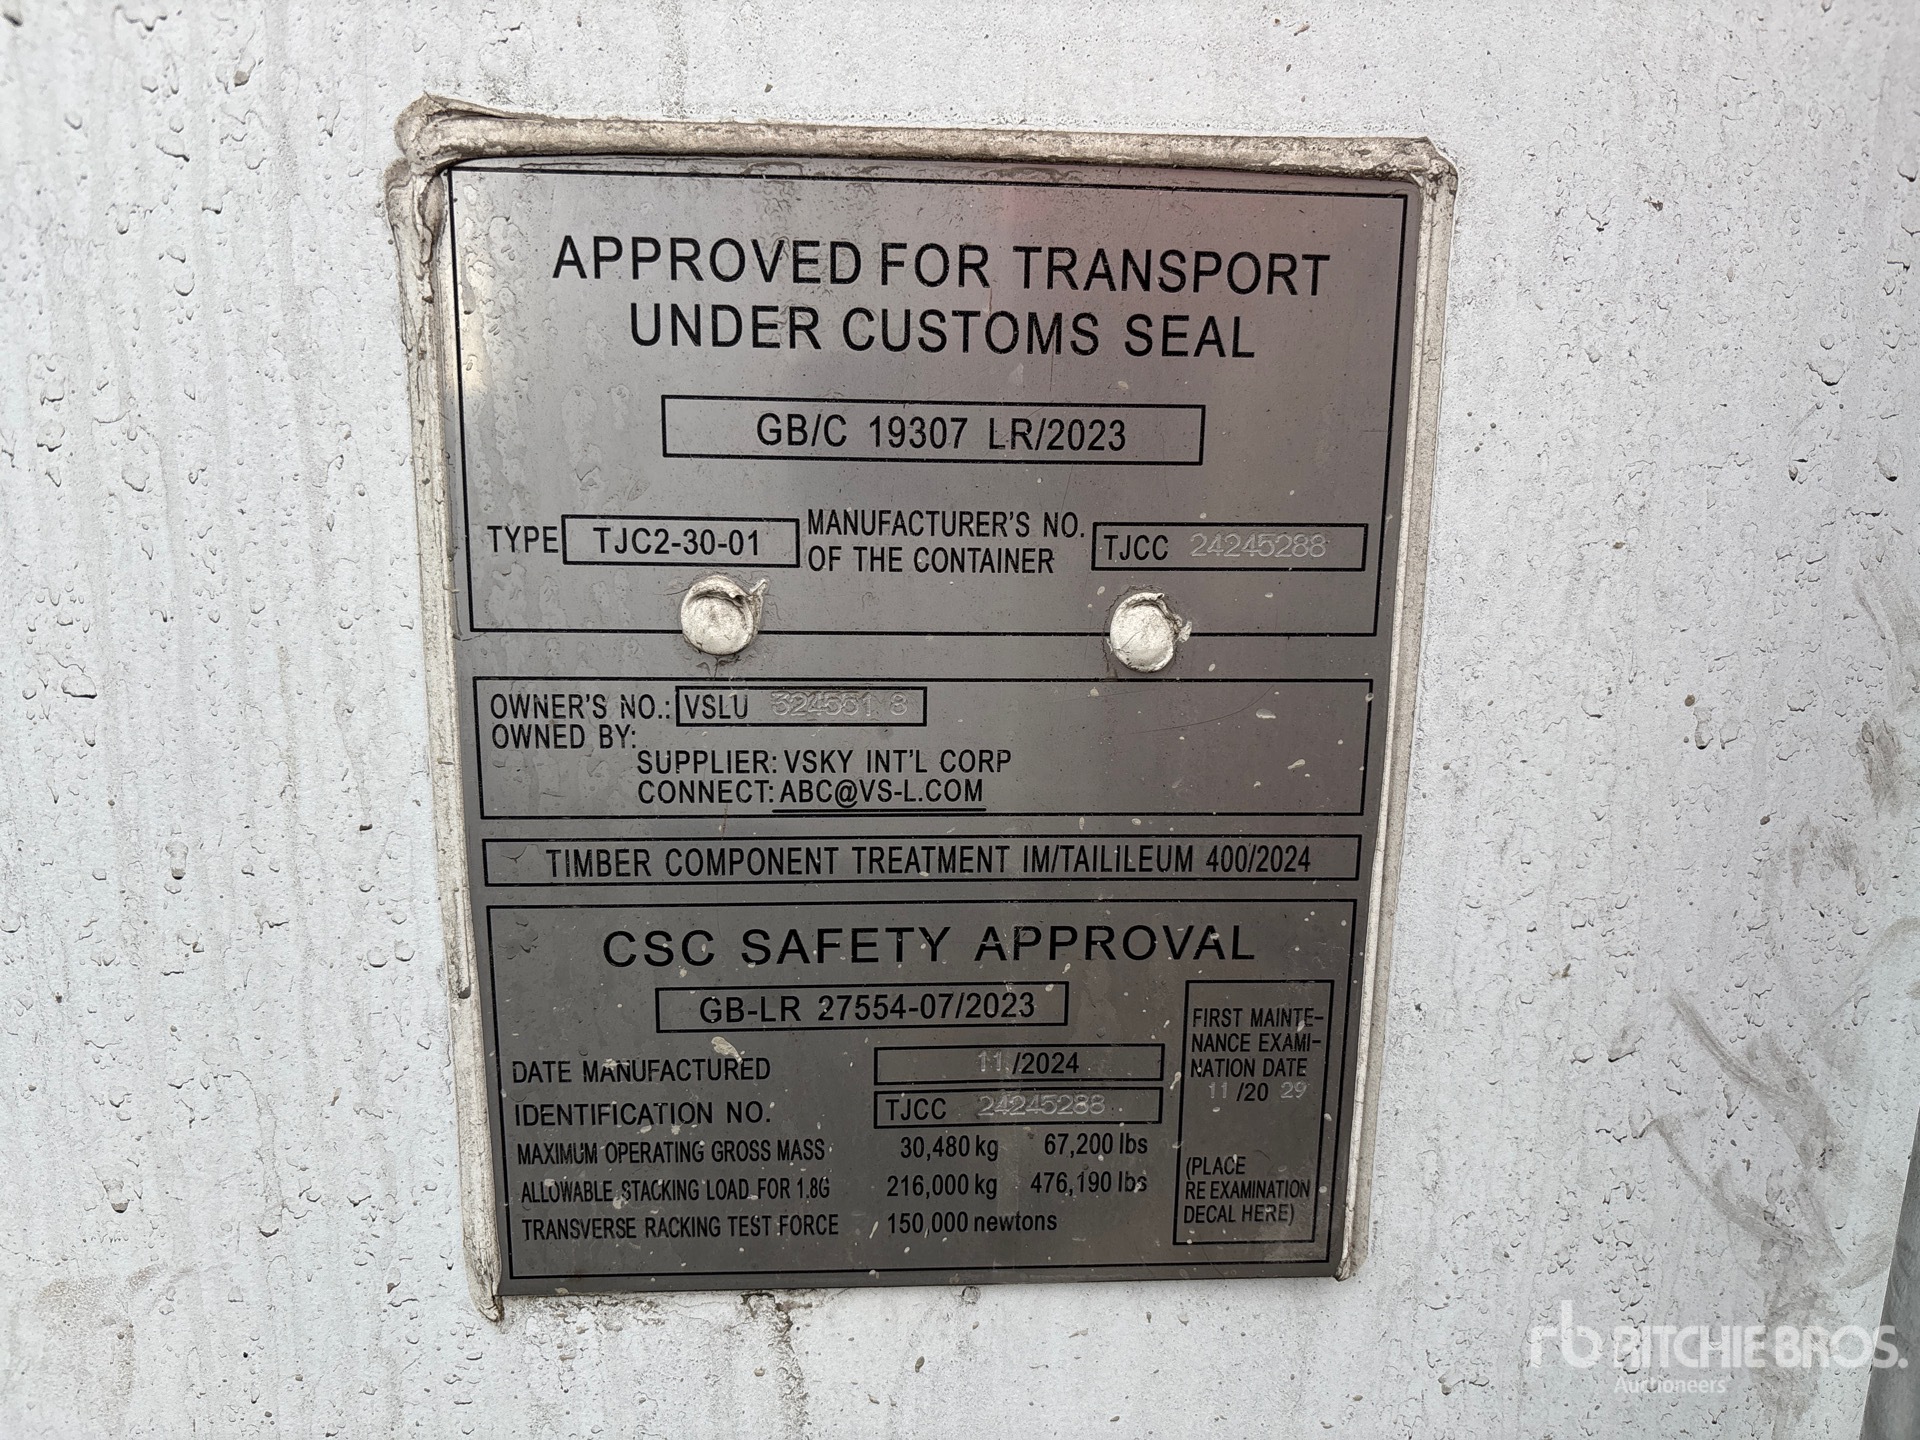 APPROVED FOR TRANSPORT
UNDER CUSTOMS SEAL
GB/C 19307 LR/2023
TYPE TJC2-30-01 MANUFACTURER'S NO. OF THE CONTAINER TJCC 24245288
OWNER'S NO.: VSLU
OWNED BY:
SUPPLIER: VSKY INT'L CORP
CONNECT: ABC@VS-L.COM
TIMBER COMPONENT TREATMENT IM/TAILILEUM 400/2024
CSC SAFETY APPROVAL
GB-LR 27554-07/2023
DATE MANUFACTURED 11/2024
IDENTIFICATION NO. TJCC 24245288
MAXIMUM OPERATING GROSS MASS 30,480 kg 67,200 lbs
ALLOWABLE STACKING LOAD FOR 1.8G 216,000 kg 476,190 lbs
TRANSVERSE RACKING TEST FORCE 150,000 newtons
FIRST MAINTE-
NANCE EXAMI-
NATION DATE
11 /20 29
(PLACE
RE EXAMINATION
DECAL HERE)
rb RITCHIE BROS.
Auctioneers